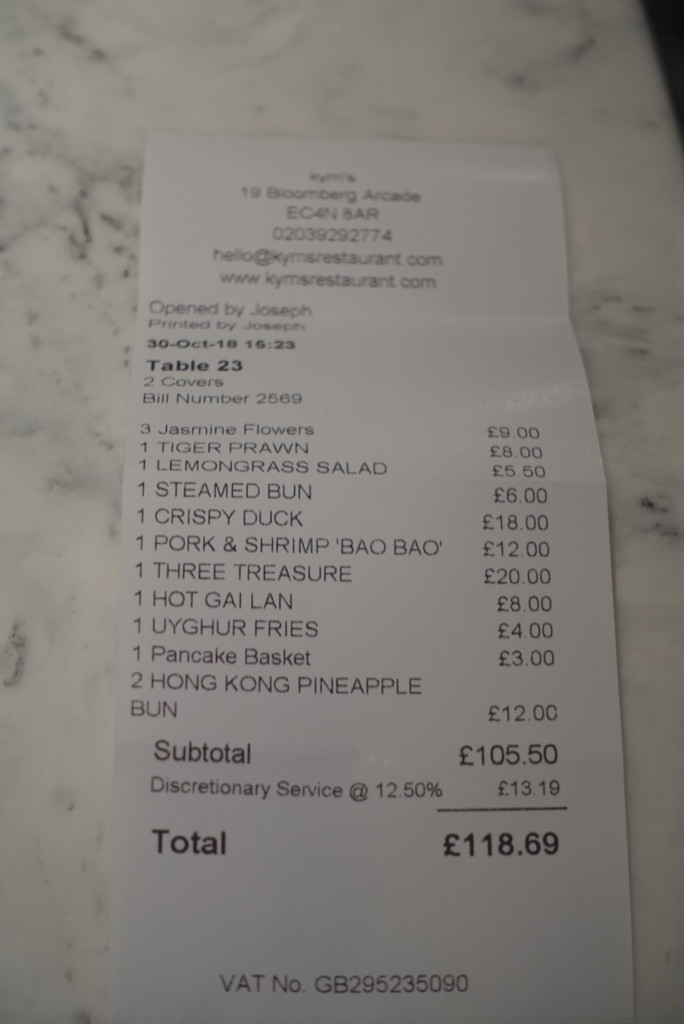 kym's
19 Bloomberg Arcade
EC4N 8AR
02039292774
hello@kymsrestaurant.com
www.kymsrestaurant.com
Opened by Joseph
Printed by Joseph
30-Oct-18 15:23
Table 23
2 Covers
Bill Number 2569
3 Jasmine Flowers £9.00
1 TIGER PRAWN £8.00
1 LEMONGRASS SALAD £5.50
1 STEAMED BUN £6.00
1 CRISPY DUCK £18.00
1 PORK & SHRIMP 'BAO BAO' £12.00
1 THREE TREASURE £20.00
1 HOT GAI LAN £8.00
1 UYGHUR FRIES £4.00
1 Pancake Basket £3.00
2 HONG KONG PINEAPPLE
BUN £12.00
Subtotal £105.50
Discretionary Service @ 12.50% £13.19
Total £118.69
VAT No. GB295235090